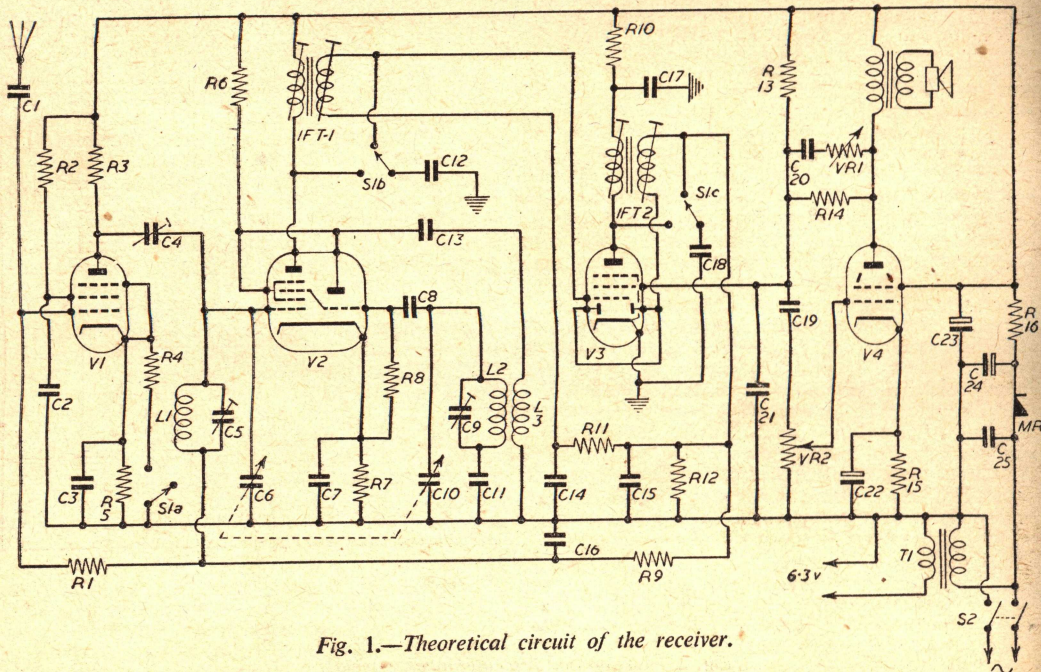 C1
R2
R3
R6
IFT-1
S1b
C12
R10
C17
R
13
C
20
VR1
R14
C4
C13
IFT2
S1c
C18
V1
V2
V3
V4
C8
R4
C2
L1
C5
R8
C9
L2
L
3
C19
C
21
C23
R
16
C
24
MR
C3
R
5
S1a
C6
C7
R7
C10
C11
R11
C14
C15
R12
VR2
C22
R
15
C
25
R1
C16
R9
6·3v
T1
S2
Fig. 1.—Theoretical circuit of the receiver.